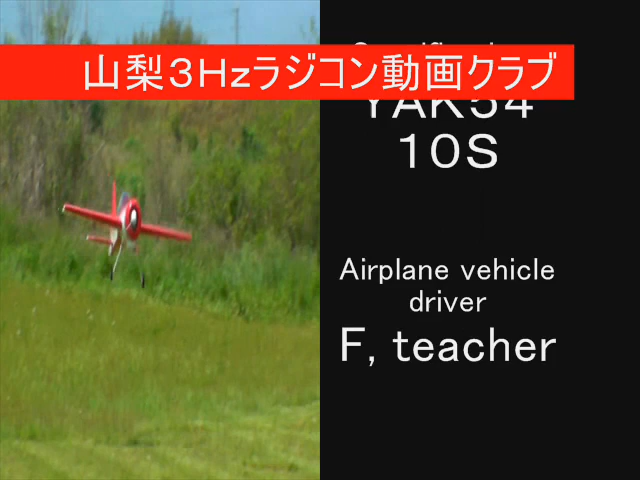 山梨３Ｈｚラジコン動画クラブ
YAK54
10S
Airplane vehicle
driver
F, teacher